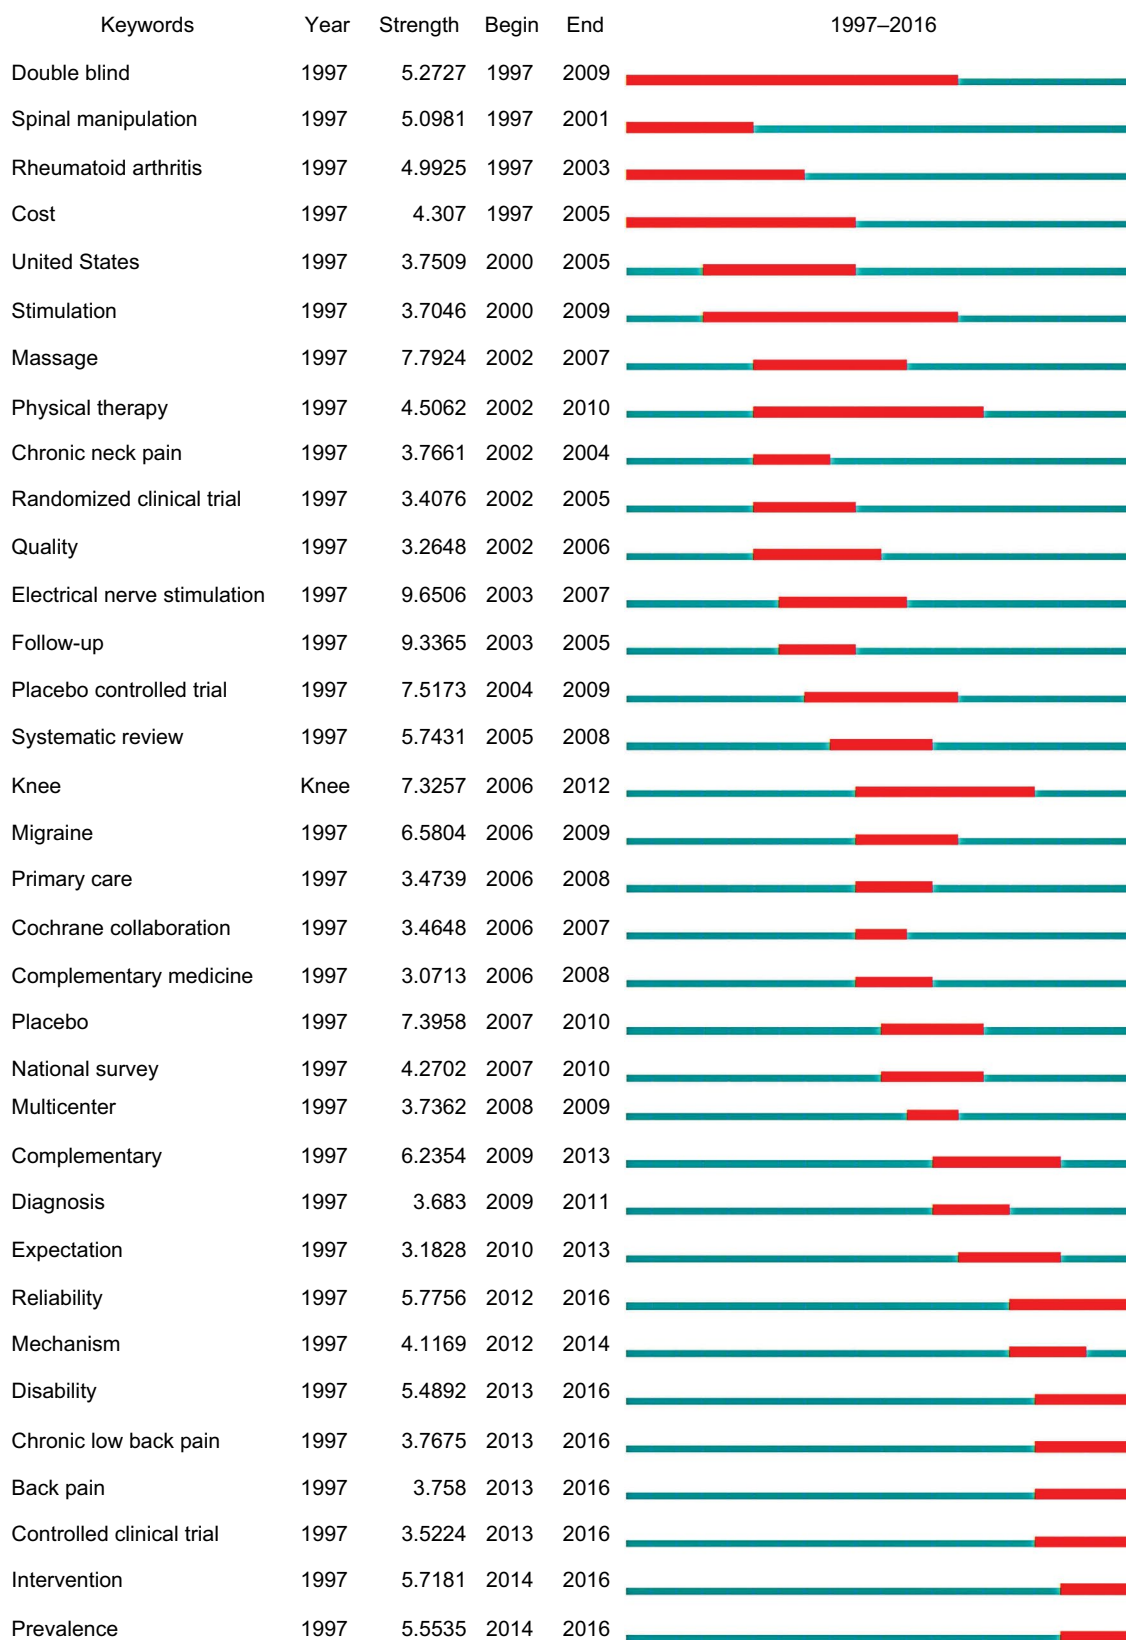 Keywords Year Strength Begin End 1997–2016
Double blind 1997 5.2727 1997 2009
Spinal manipulation 1997 5.0981 1997 2001
Rheumatoid arthritis 1997 4.9925 1997 2003
Cost 1997 4.307 1997 2005
United States 1997 3.7509 2000 2005
Stimulation 1997 3.7046 2000 2009
Massage 1997 7.7924 2002 2007
Physical therapy 1997 4.5062 2002 2010
Chronic neck pain 1997 3.7661 2002 2004
Randomized clinical trial 1997 3.4076 2002 2005
Quality 1997 3.2648 2002 2006
Electrical nerve stimulation 1997 9.6506 2003 2007
Follow-up 1997 9.3365 2003 2005
Placebo controlled trial 1997 7.5173 2004 2009
Systematic review 1997 5.7431 2005 2008
Knee Knee 7.3257 2006 2012
Migraine 1997 6.5804 2006 2009
Primary care 1997 3.4739 2006 2008
Cochrane collaboration 1997 3.4648 2006 2007
Complementary medicine 1997 3.0713 2006 2008
Placebo 1997 7.3958 2007 2010
National survey 1997 4.2702 2007 2010
Multicenter 1997 3.7362 2008 2009
Complementary 1997 6.2354 2009 2013
Diagnosis 1997 3.683 2009 2011
Expectation 1997 3.1828 2010 2013
Reliability 1997 5.7756 2012 2016
Mechanism 1997 4.1169 2012 2014
Disability 1997 5.4892 2013 2016
Chronic low back pain 1997 3.7675 2013 2016
Back pain 1997 3.758 2013 2016
Controlled clinical trial 1997 3.5224 2013 2016
Intervention 1997 5.7181 2014 2016
Prevalence 1997 5.5535 2014 2016